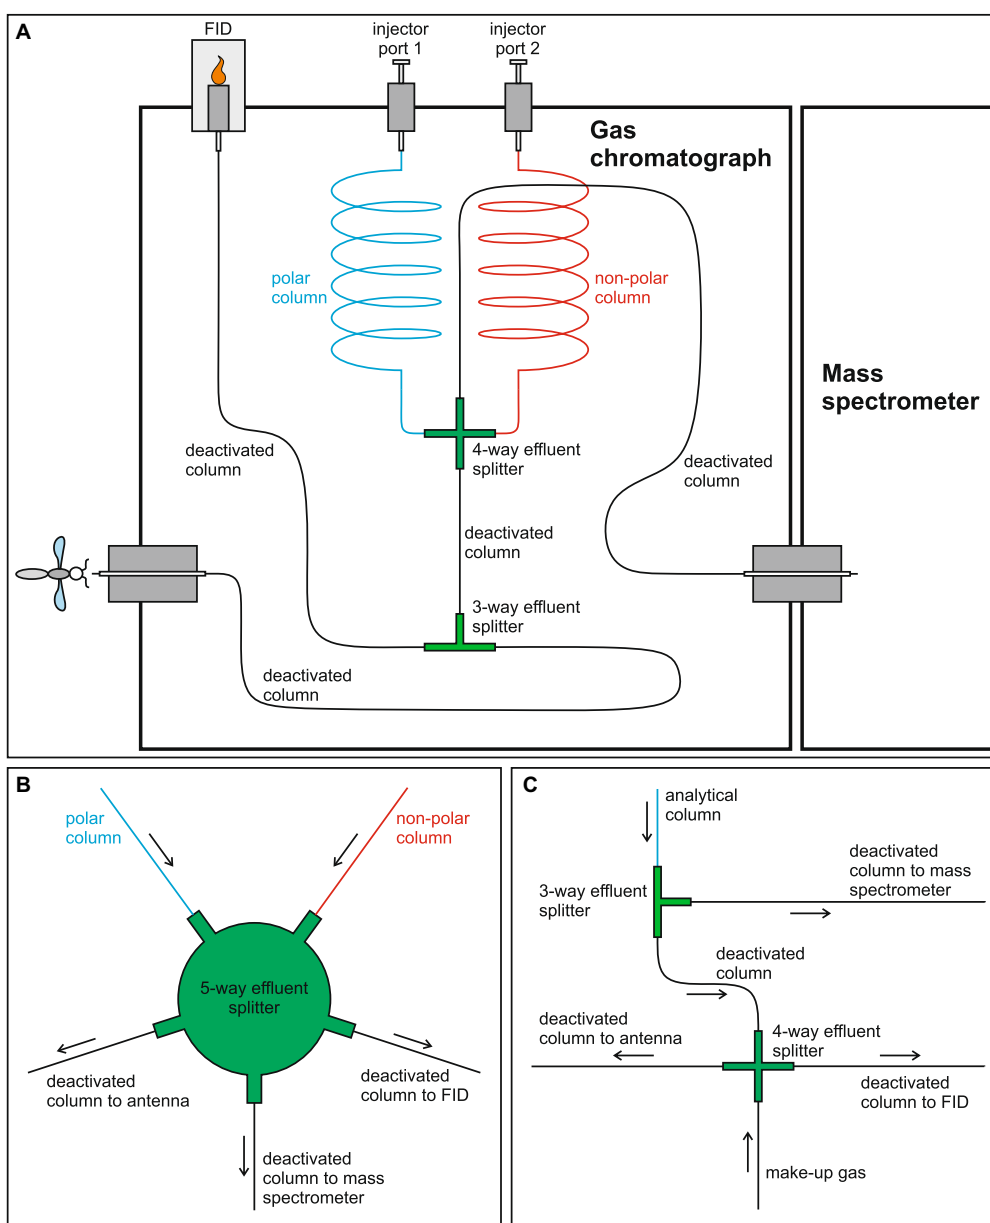 A
FID
injector
port 1
injector
port 2
Gas
chromatograph
polar
column
non-polar
column
Mass
spectrometer
deactivated
column
4-way effluent
splitter
deactivated
column
deactivated
column
3-way effluent
splitter
deactivated
column
B
polar
column
non-polar
column
5-way effluent
splitter
deactivated
column to antenna
deactivated
column to FID
deactivated
column to mass
spectrometer
C
analytical
column
deactivated
column to mass
spectrometer
3-way effluent
splitter
deactivated
column
deactivated
column to antenna
4-way effluent
splitter
deactivated
column to FID
make-up gas